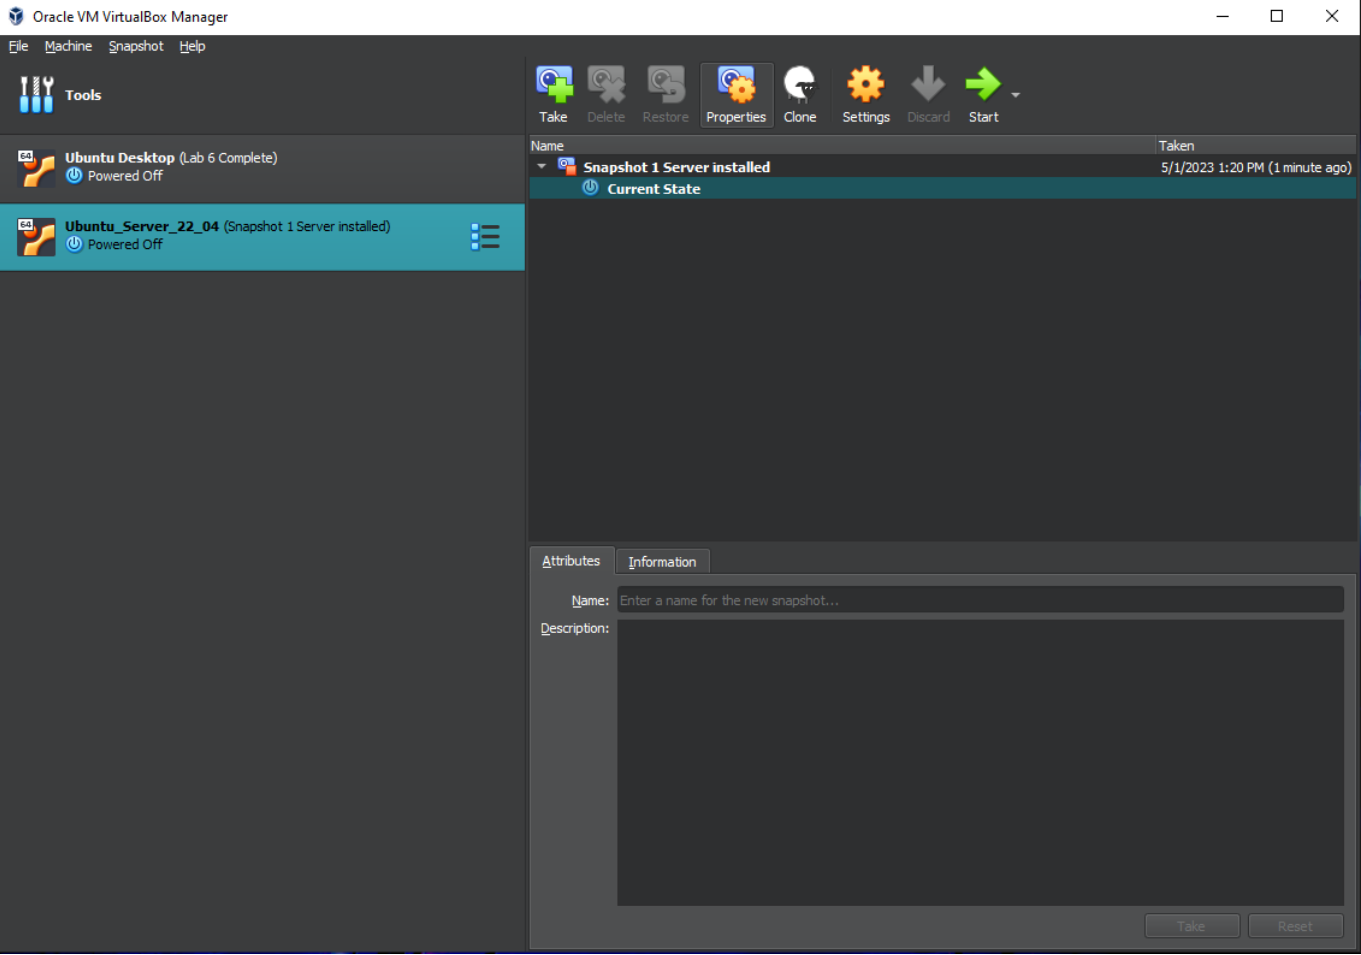 Oracle VM VirtualBox Manager
File Machine Snapshot Help
Tools
Take Delete Restore Properties Clone Settings Discard Start
64
Ubuntu Desktop (Lab 6 Complete)
Powered Off
64
Ubuntu_Server_22_04 (Snapshot 1 Server installed)
Powered Off
Name Taken
Snapshot 1 Server installed 5/1/2023 1:20 PM (1 minute ago)
Current State
Attributes Information
Name: Enter a name for the new snapshot...
Description:
Take Reset